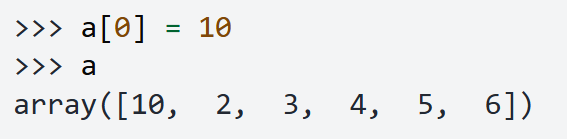 >>> a[0] = 10
>>> a
array([10,  2,  3,  4,  5,  6])